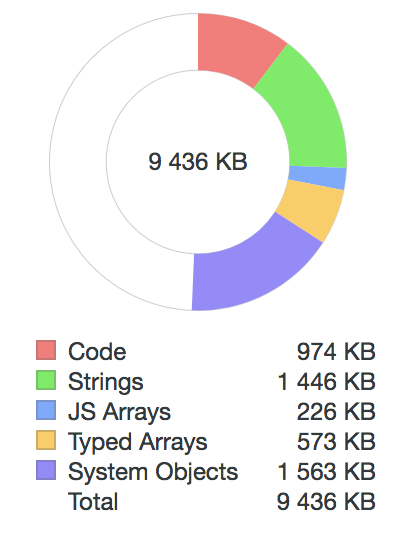 9 436 KB
Code 974 KB
Strings 1 446 KB
JS Arrays 226 KB
Typed Arrays 573 KB
System Objects 1 563 KB
Total 9 436 KB